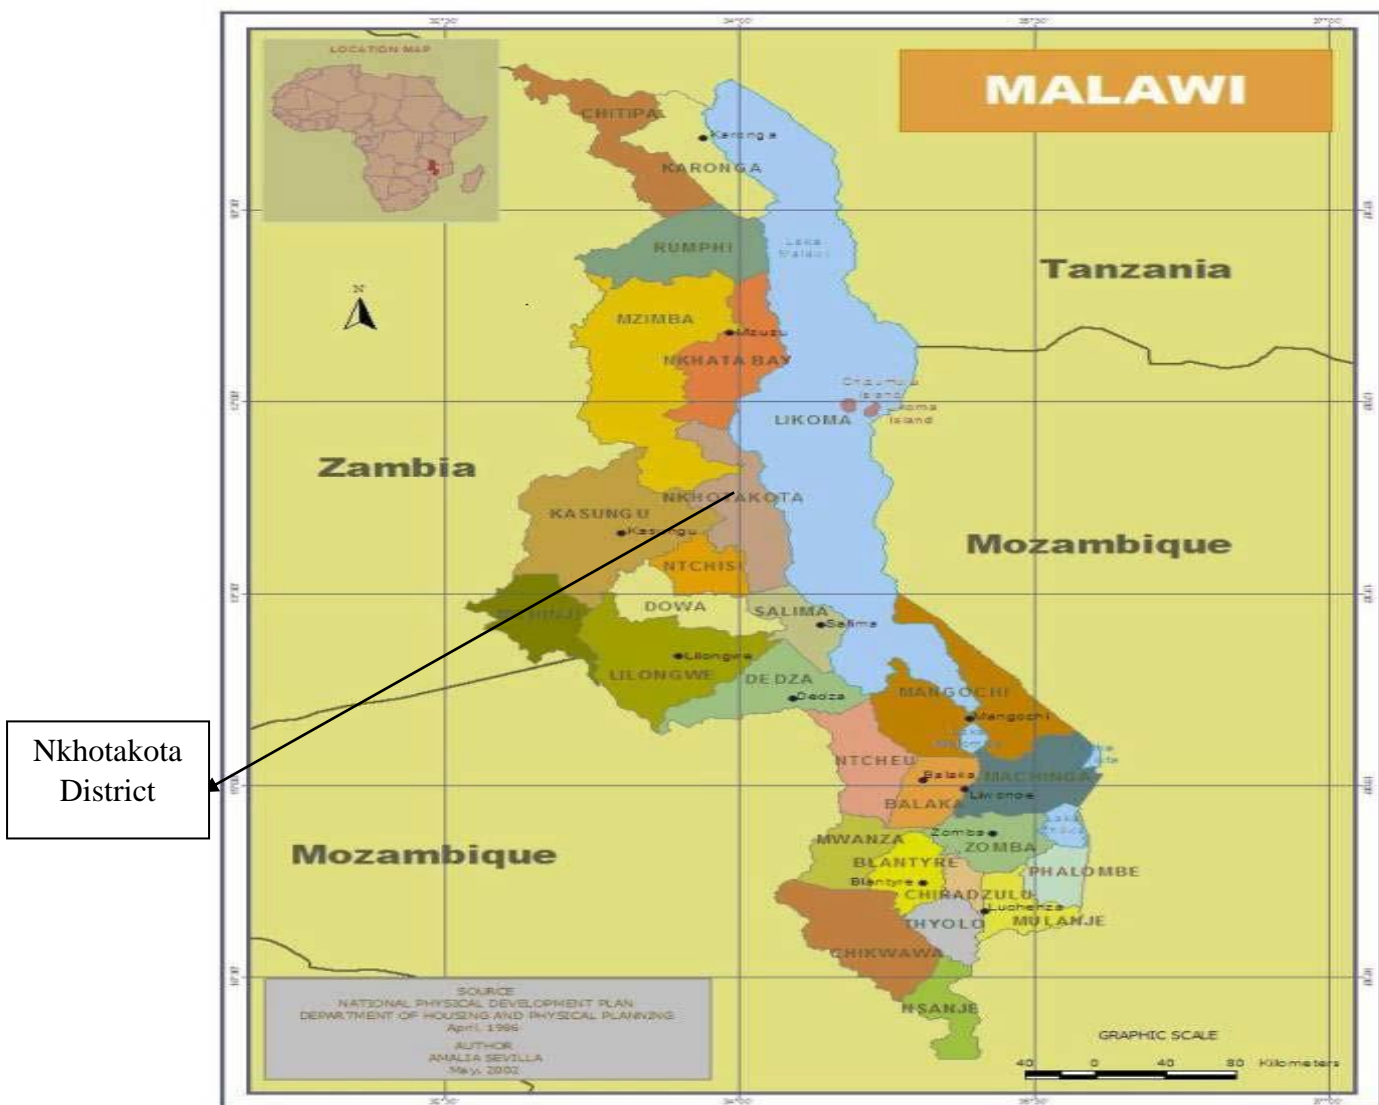 LOCATION MAP
MALAWI
CHITIPA
Karonga
KARONGA
RUMPHI
Lake
Malawi
Tanzania
N
MZIMBA
Mzuzu
NKHATA BAY
Island
LIKOMA
Island
Zambia
NKHOTAKOTA
KASUNGU
Kasungu
Mozambique
NTCHISI
DOWA
SALIMA
Salima
Lilongwe
LILONGWE
DEDZA
Dedza
MANGOCHI
Mangochi
Nkhotakota
District
NTCHEU
Balaka
MACHINGA
Liwonde
BALAKA
MWANZA
Zomba
ZOMBA
Mozambique
BLANTYRE
Blantyre
PHALOMBE
CHIRADZULU
Luchenza
THYOLO
MULANJE
CHIKWAWA
NSANJE
SOURCE
NATIONAL PHYSICAL DEVELOPMENT PLAN
DEPARTMENT OF HOUSING AND PHYSICAL PLANNING
April, 1986
AUTHOR
AMALIA SEVILLA
May, 2002
GRAPHIC SCALE
40 0 40 80 Kilometers